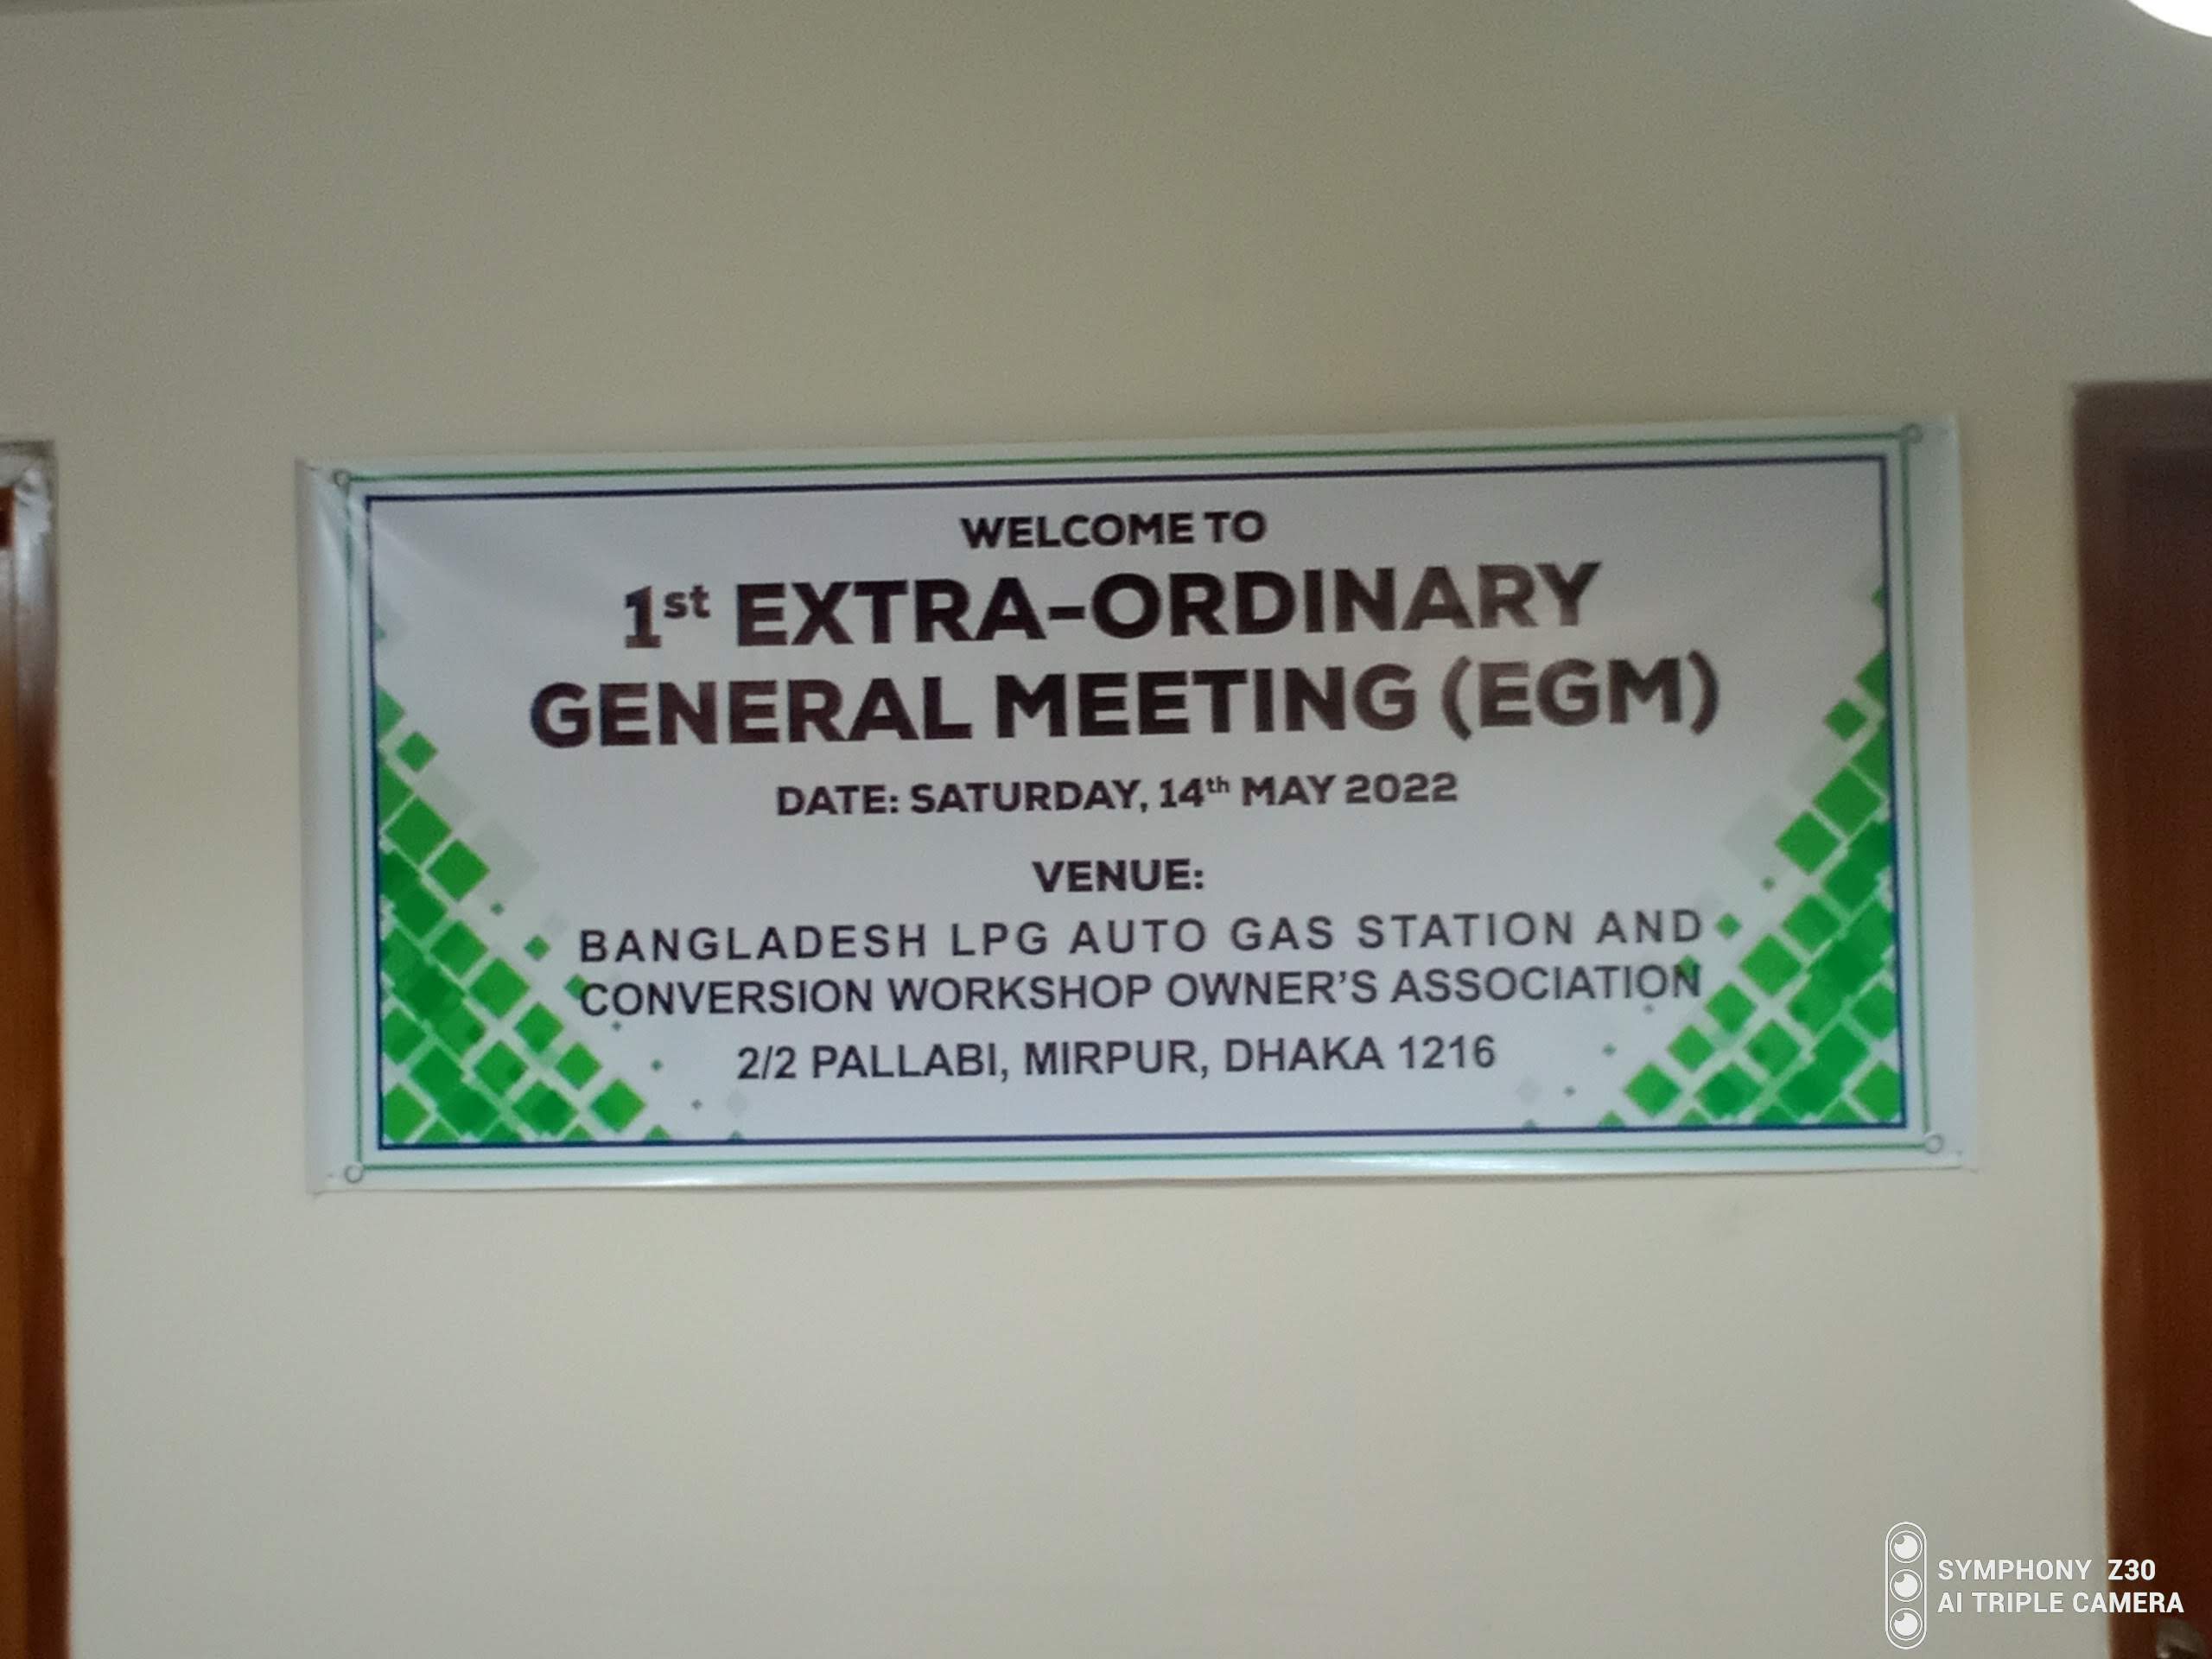 WELCOME TO
1st EXTRA-ORDINARY
GENERAL MEETING (EGM)
DATE: SATURDAY, 14th MAY 2022
VENUE:
BANGLADESH LPG AUTO GAS STATION AND
CONVERSION WORKSHOP OWNER'S ASSOCIATION
2/2 PALLABI, MIRPUR, DHAKA 1216
SYMPHONY Z30
AI TRIPLE CAMERA